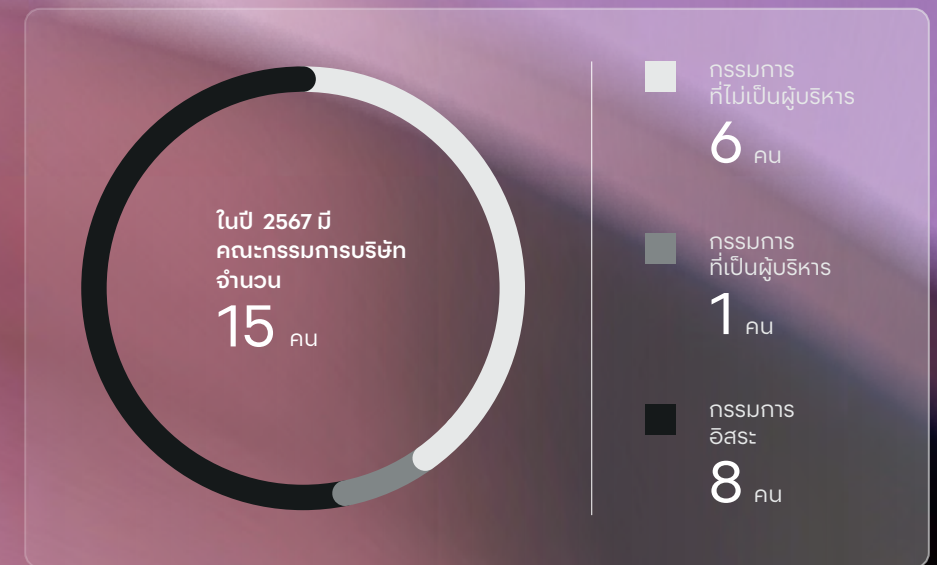 ในปี 2567 มี
คณะกรรมการบริษัท
จำนวน
15 คน
กรรมการ
ที่ไม่เป็นผู้บริหาร
6 คน
กรรมการ
ที่เป็นผู้บริหาร
1 คน
กรรมการ
อิสระ
8 คน